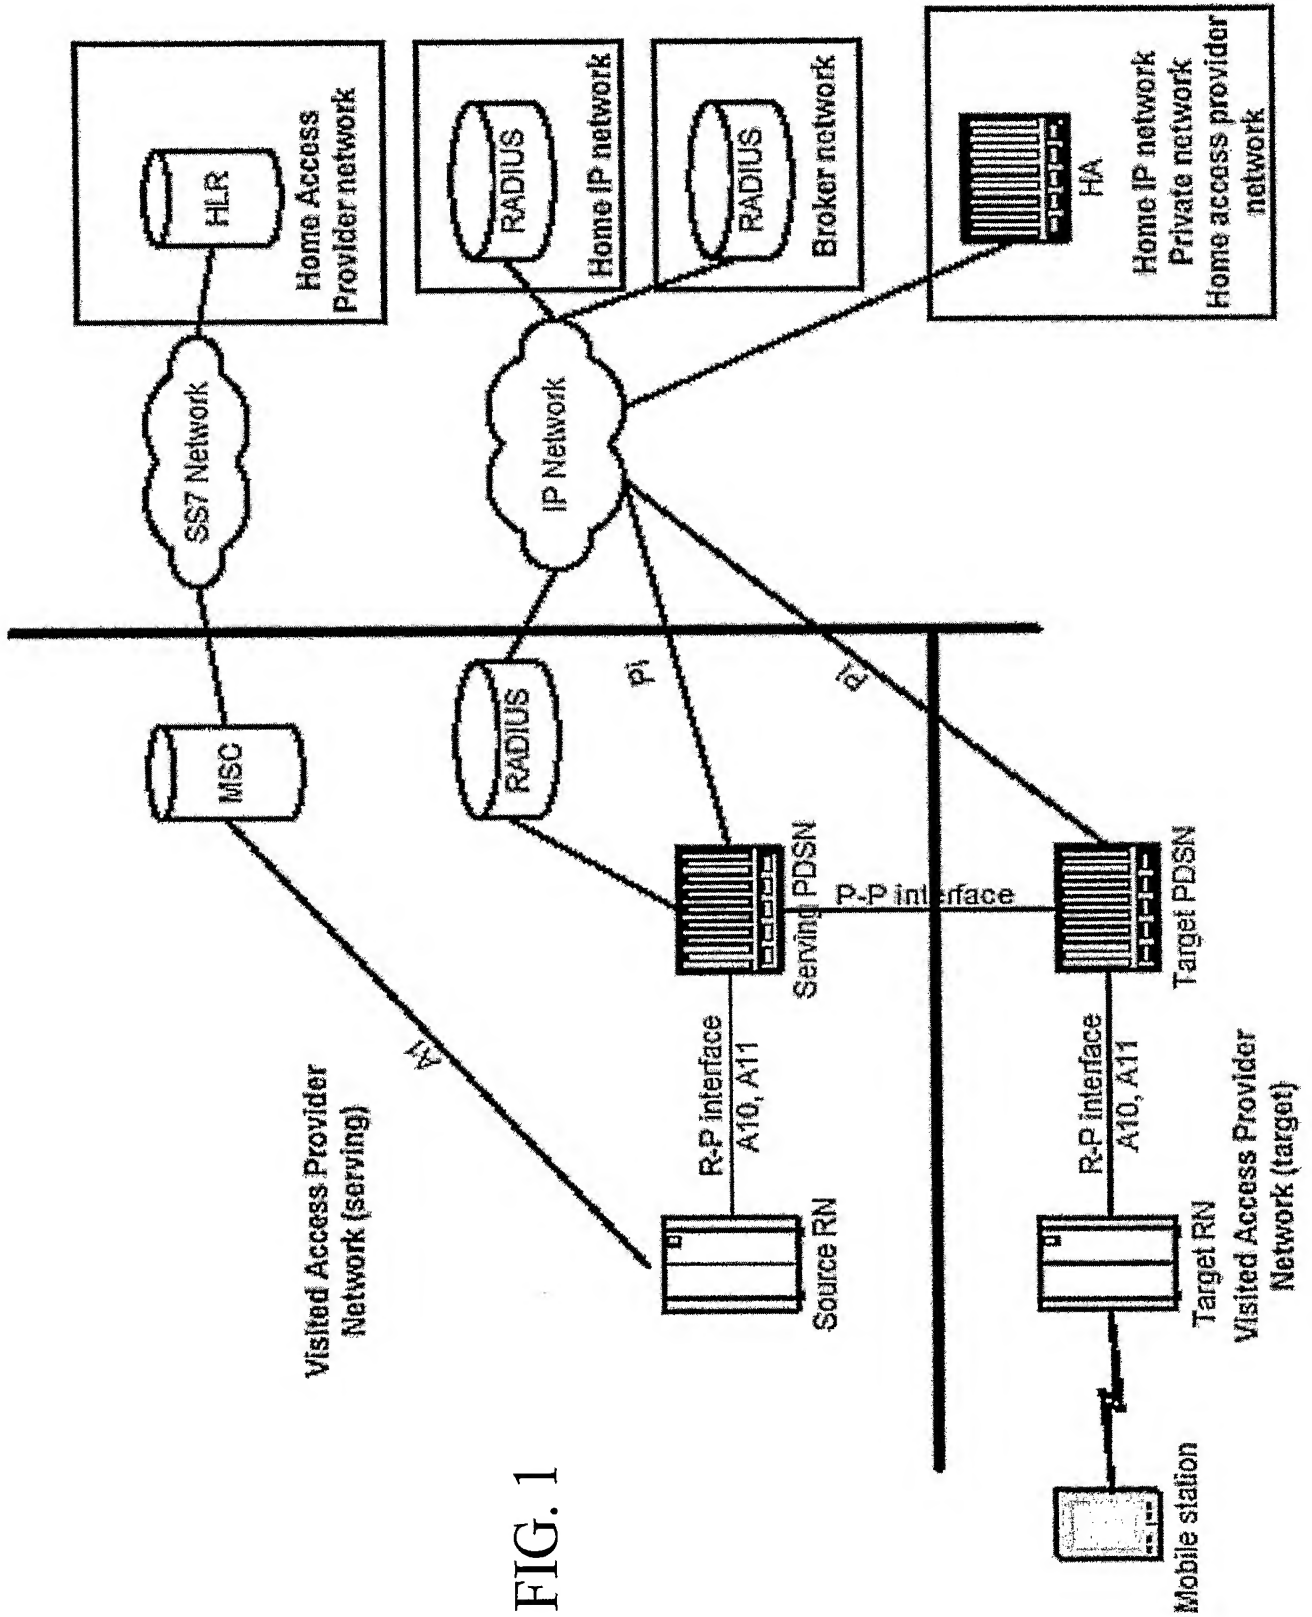 HLR
Home Access
Provider network
SS7 Network
MSC
RADIUS
Home IP network
RADIUS
Broker network
HA
Home IP network
Private network
Home access provider
network
IP Network
RADIUS
Pi
Pi
Serving PDSN
P-P interface
Target PDSN
A1
Visited Access Provider
Network (serving)
R-P interface
A10, A11
R-P interface
A10, A11
Source RN
Target RN
Visited Access Provider
Network (target)
Mobile station
FIG. 1